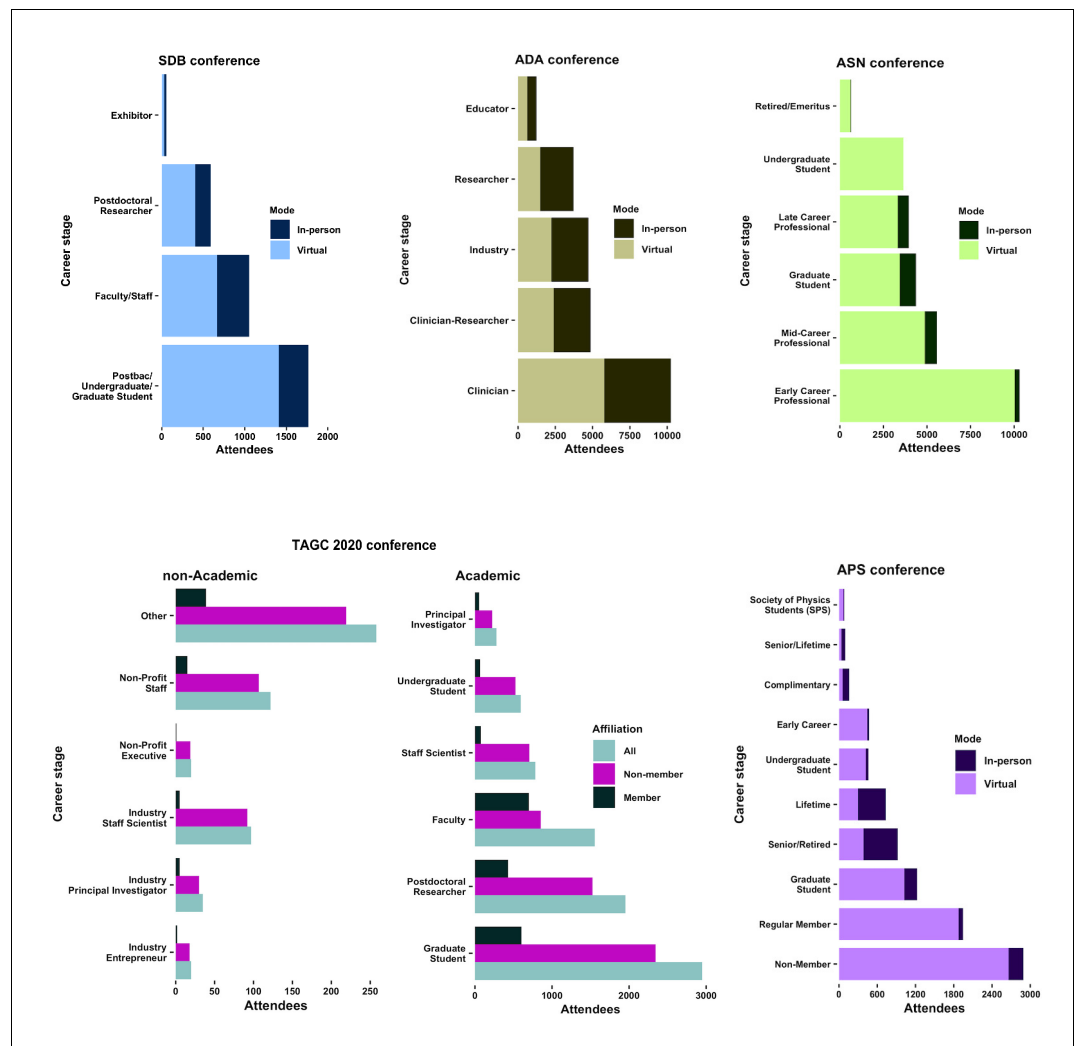 SDB conference
Career stage
Exhibitor
Postdoctoral
Researcher
Faculty/Staff
Postbac/
Undergraduate/
Graduate Student
0 500 1000 1500 2000
Attendees
Mode
In-person
Virtual
ADA conference
Career stage
Educator
Researcher
Industry
Clinician-Researcher
Clinician
0 2500 5000 7500 10000
Attendees
Mode
In-person
Virtual
ASN conference
Career stage
Retired/Emeritus
Undergraduate
Student
Late Career
Professional
Graduate
Student
Mid-Career
Professional
Early Career
Professional
0 2500 5000 7500 10000
Attendees
Mode
In-person
Virtual
TAGC 2020 conference
non-Academic
Career stage
Other
Non-Profit
Staff
Non-Profit
Executive
Industry
Staff Scientist
Industry
Principal Investigator
Industry
Entrepreneur
0 50 100 150 200 250
Attendees
Academic
Principal
Investigator
Undergraduate
Student
Staff Scientist
Faculty
Postdoctoral
Researcher
Graduate
Student
0 1000 2000 3000
Attendees
Affiliation
All
Non-member
Member
APS conference
Career stage
Society of Physics
Students (SPS)
Senior/Lifetime
Complimentary
Early Career
Undergraduate
Student
Lifetime
Senior/Retired
Graduate
Student
Regular Member
Non-Member
0 600 1200 1800 2400 3000
Attendees
Mode
In-person
Virtual